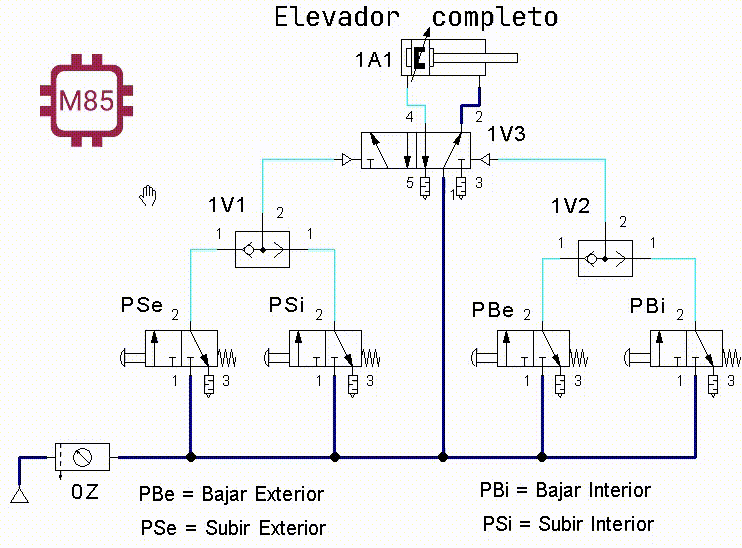 Elevador completo
M85
1A1
4 2
1V3
5 1 3
1V1
2
1 1
1V2
2
1 1
PSe 2
PSi 2
PBe 2
PBi 2
1 3
1 3
1 3
1 3
0Z
PBe = Bajar Exterior
PSe = Subir Exterior
PBi = Bajar Interior
PSi = Subir Interior